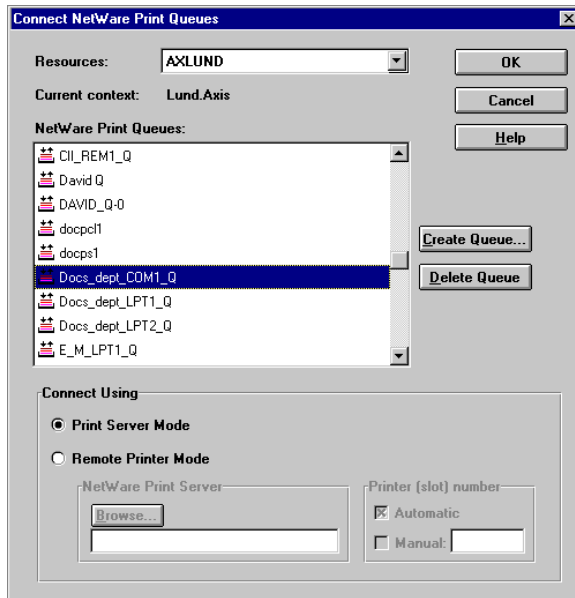 Connect NetWare Print Queues
Resources: AXLUND OK
Current context: Lund.Axis Cancel
NetWare Print Queues: Help
CII_REM1_Q
David Q
DAVID_Q-0
docpcl1
docps1 Create Queue...
Docs_dept_COM1_Q Delete Queue
Docs_dept_LPT1_Q
Docs_dept_LPT2_Q
E_M_LPT1_Q
Connect Using
Print Server Mode
Remote Printer Mode
NetWare Print Server Printer (slot) number
Browse... Automatic
Manual: